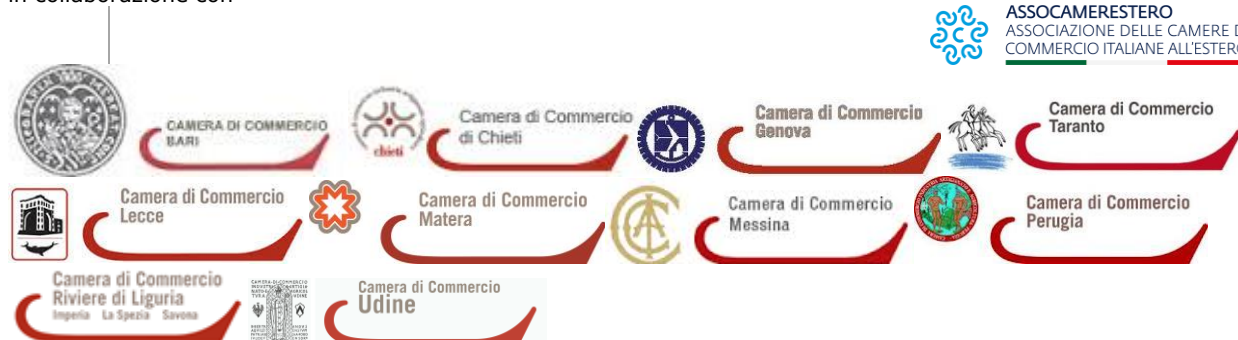 in collaborazione con
ASSOCAMERESTERO
ASSOCIAZIONE DELLE CAMERE D
COMMERCIO ITALIANE ALL'ESTERO
CAMERA DI COMMERCIO
BARI
chieti
Camera di Commercio
di Chieti
Camera di Commercio
Genova
Camera di Commercio
Taranto
Camera di Commercio
Lecce
Camera di Commercio
Matera
Camera di Commercio
Messina
Camera di Commercio
Perugia
Camera di Commercio
Riviere di Liguria
Imperia La Spezia Savona
Camera di Commercio
Udine